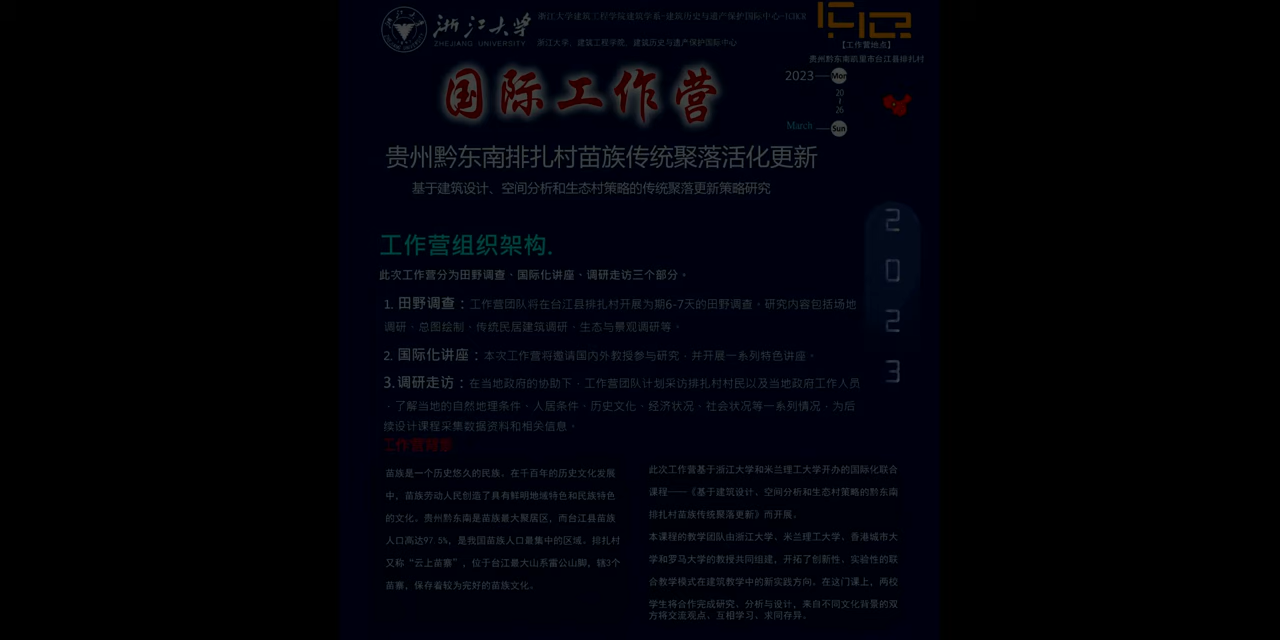 浙江大学
ZHEJIANG UNIVERSITY
浙江大学建筑工程学院建筑学系-建筑历史与遗产保护国际中心-ICHCR
浙江大学、建筑工程学院、建筑历史与遗产保护国际中心
【工作营地点】
贵州黔东南凯里市台江县排扎村
国际工作营
2023 Mon
20
26
March Sun
贵州黔东南排扎村苗族传统聚落活化更新
基于建筑设计、空间分析和生态村策略的传统聚落更新策略研究
2023
工作营组织架构.
此次工作营分为田野调查、国际化讲座、调研走访三个部分。
1. 田野调查：工作营团队将在台江县排扎村开展为期6-7天的田野调查。研究内容包括场地
调研、总图绘制、传统民居建筑调研、生态与景观调研等。
2. 国际化讲座：本次工作营将邀请国内外教授参与研究，并开展一系列特色讲座。
3.调研走访：在当地政府的协助下，工作营团队计划采访排扎村村民以及当地政府工作人员
，了解当地的自然地理条件、人居条件、历史文化、经济状况、社会状况等一系列情况，为后
续设计课程采集数据资料和相关信息。
工作营背景
苗族是一个历史悠久的民族。在千百年的历史文化发展
中，苗族劳动人民创造了具有鲜明地域特色和民族特色
的文化。贵州黔东南是苗族最大聚居区，而台江县苗族
人口高达97.5%，是我国苗族人口最集中的区域。排扎村
又称“云上苗寨”，位于台江最大山系雷公山脚，辖3个
苗寨，保存着较为完好的苗族文化。
此次工作营基于浙江大学和米兰理工大学开办的国际化联合
课程——《基于建筑设计、空间分析和生态村策略的黔东南
排扎村苗族传统聚落更新》而开展。
本课程的教学团队由浙江大学、米兰理工大学、香港城市大
学和罗马大学的教授共同组建，开拓了创新性、实验性的联
合教学模式在建筑教学中的新实践方向。在这门课上，两校
学生将合作完成研究、分析与设计，来自不同文化背景的双
方将交流观点、互相学习、求同存异。